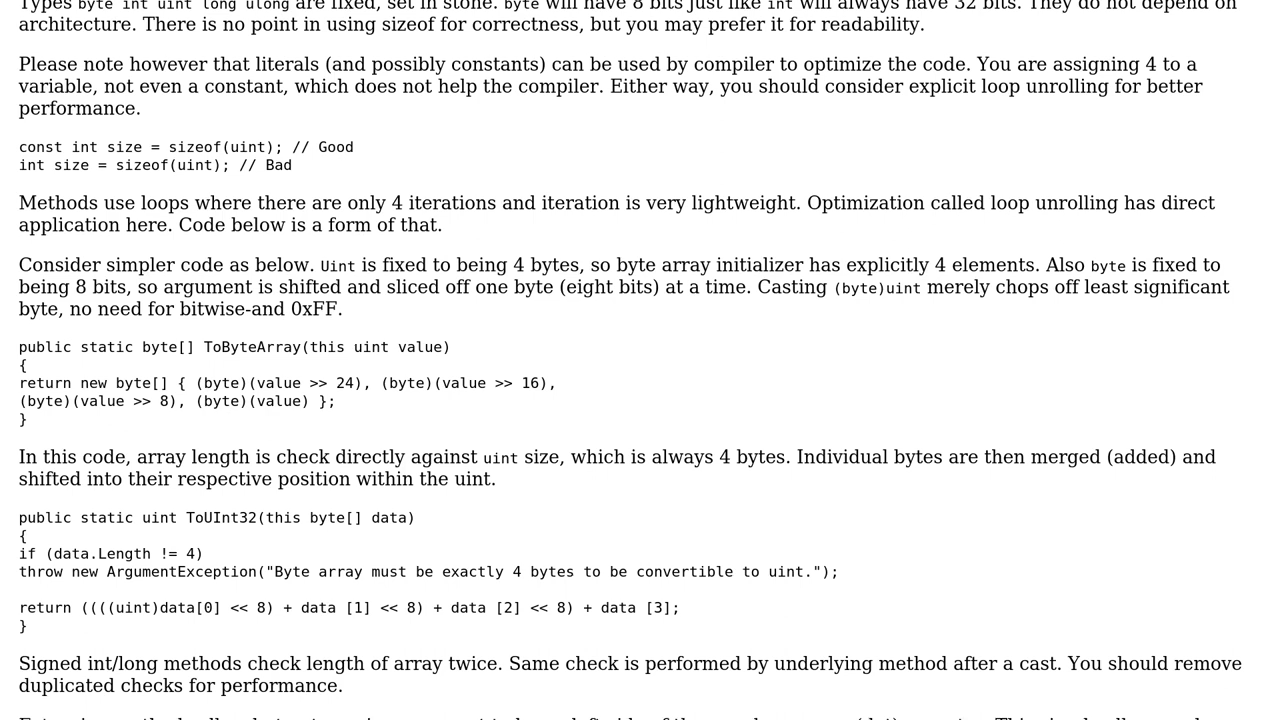 Types byte int uint long ulong are fixed, set in stone. byte will have 8 bits just like int will always have 32 bits. They do not depend on
architecture. There is no point in using sizeof for correctness, but you may prefer it for readability.
Please note however that literals (and possibly constants) can be used by compiler to optimize the code. You are assigning 4 to a
variable, not even a constant, which does not help the compiler. Either way, you should consider explicit loop unrolling for better
performance.
const int size = sizeof(uint); // Good
int size = sizeof(uint); // Bad
Methods use loops where there are only 4 iterations and iteration is very lightweight. Optimization called loop unrolling has direct
application here. Code below is a form of that.
Consider simpler code as below. Uint is fixed to being 4 bytes, so byte array initializer has explicitly 4 elements. Also byte is fixed to
being 8 bits, so argument is shifted and sliced off one byte (eight bits) at a time. Casting (byte)uint merely chops off least significant
byte, no need for bitwise-and 0xFF.
public static byte[] ToByteArray(this uint value)
{
return new byte[] { (byte)(value >> 24), (byte)(value >> 16),
(byte)(value >> 8), (byte)(value) };
}
In this code, array length is check directly against uint size, which is always 4 bytes. Individual bytes are then merged (added) and
shifted into their respective position within the uint.
public static uint ToUInt32(this byte[] data)
{
if (data.Length != 4)
throw new ArgumentException("Byte array must be exactly 4 bytes to be convertible to uint.");
return ((((uint)data[0] << 8) + data [1] << 8) + data [2] << 8) + data [3];
}
Signed int/long methods check length of array twice. Same check is performed by underlying method after a cast. You should remove
duplicated checks for performance.